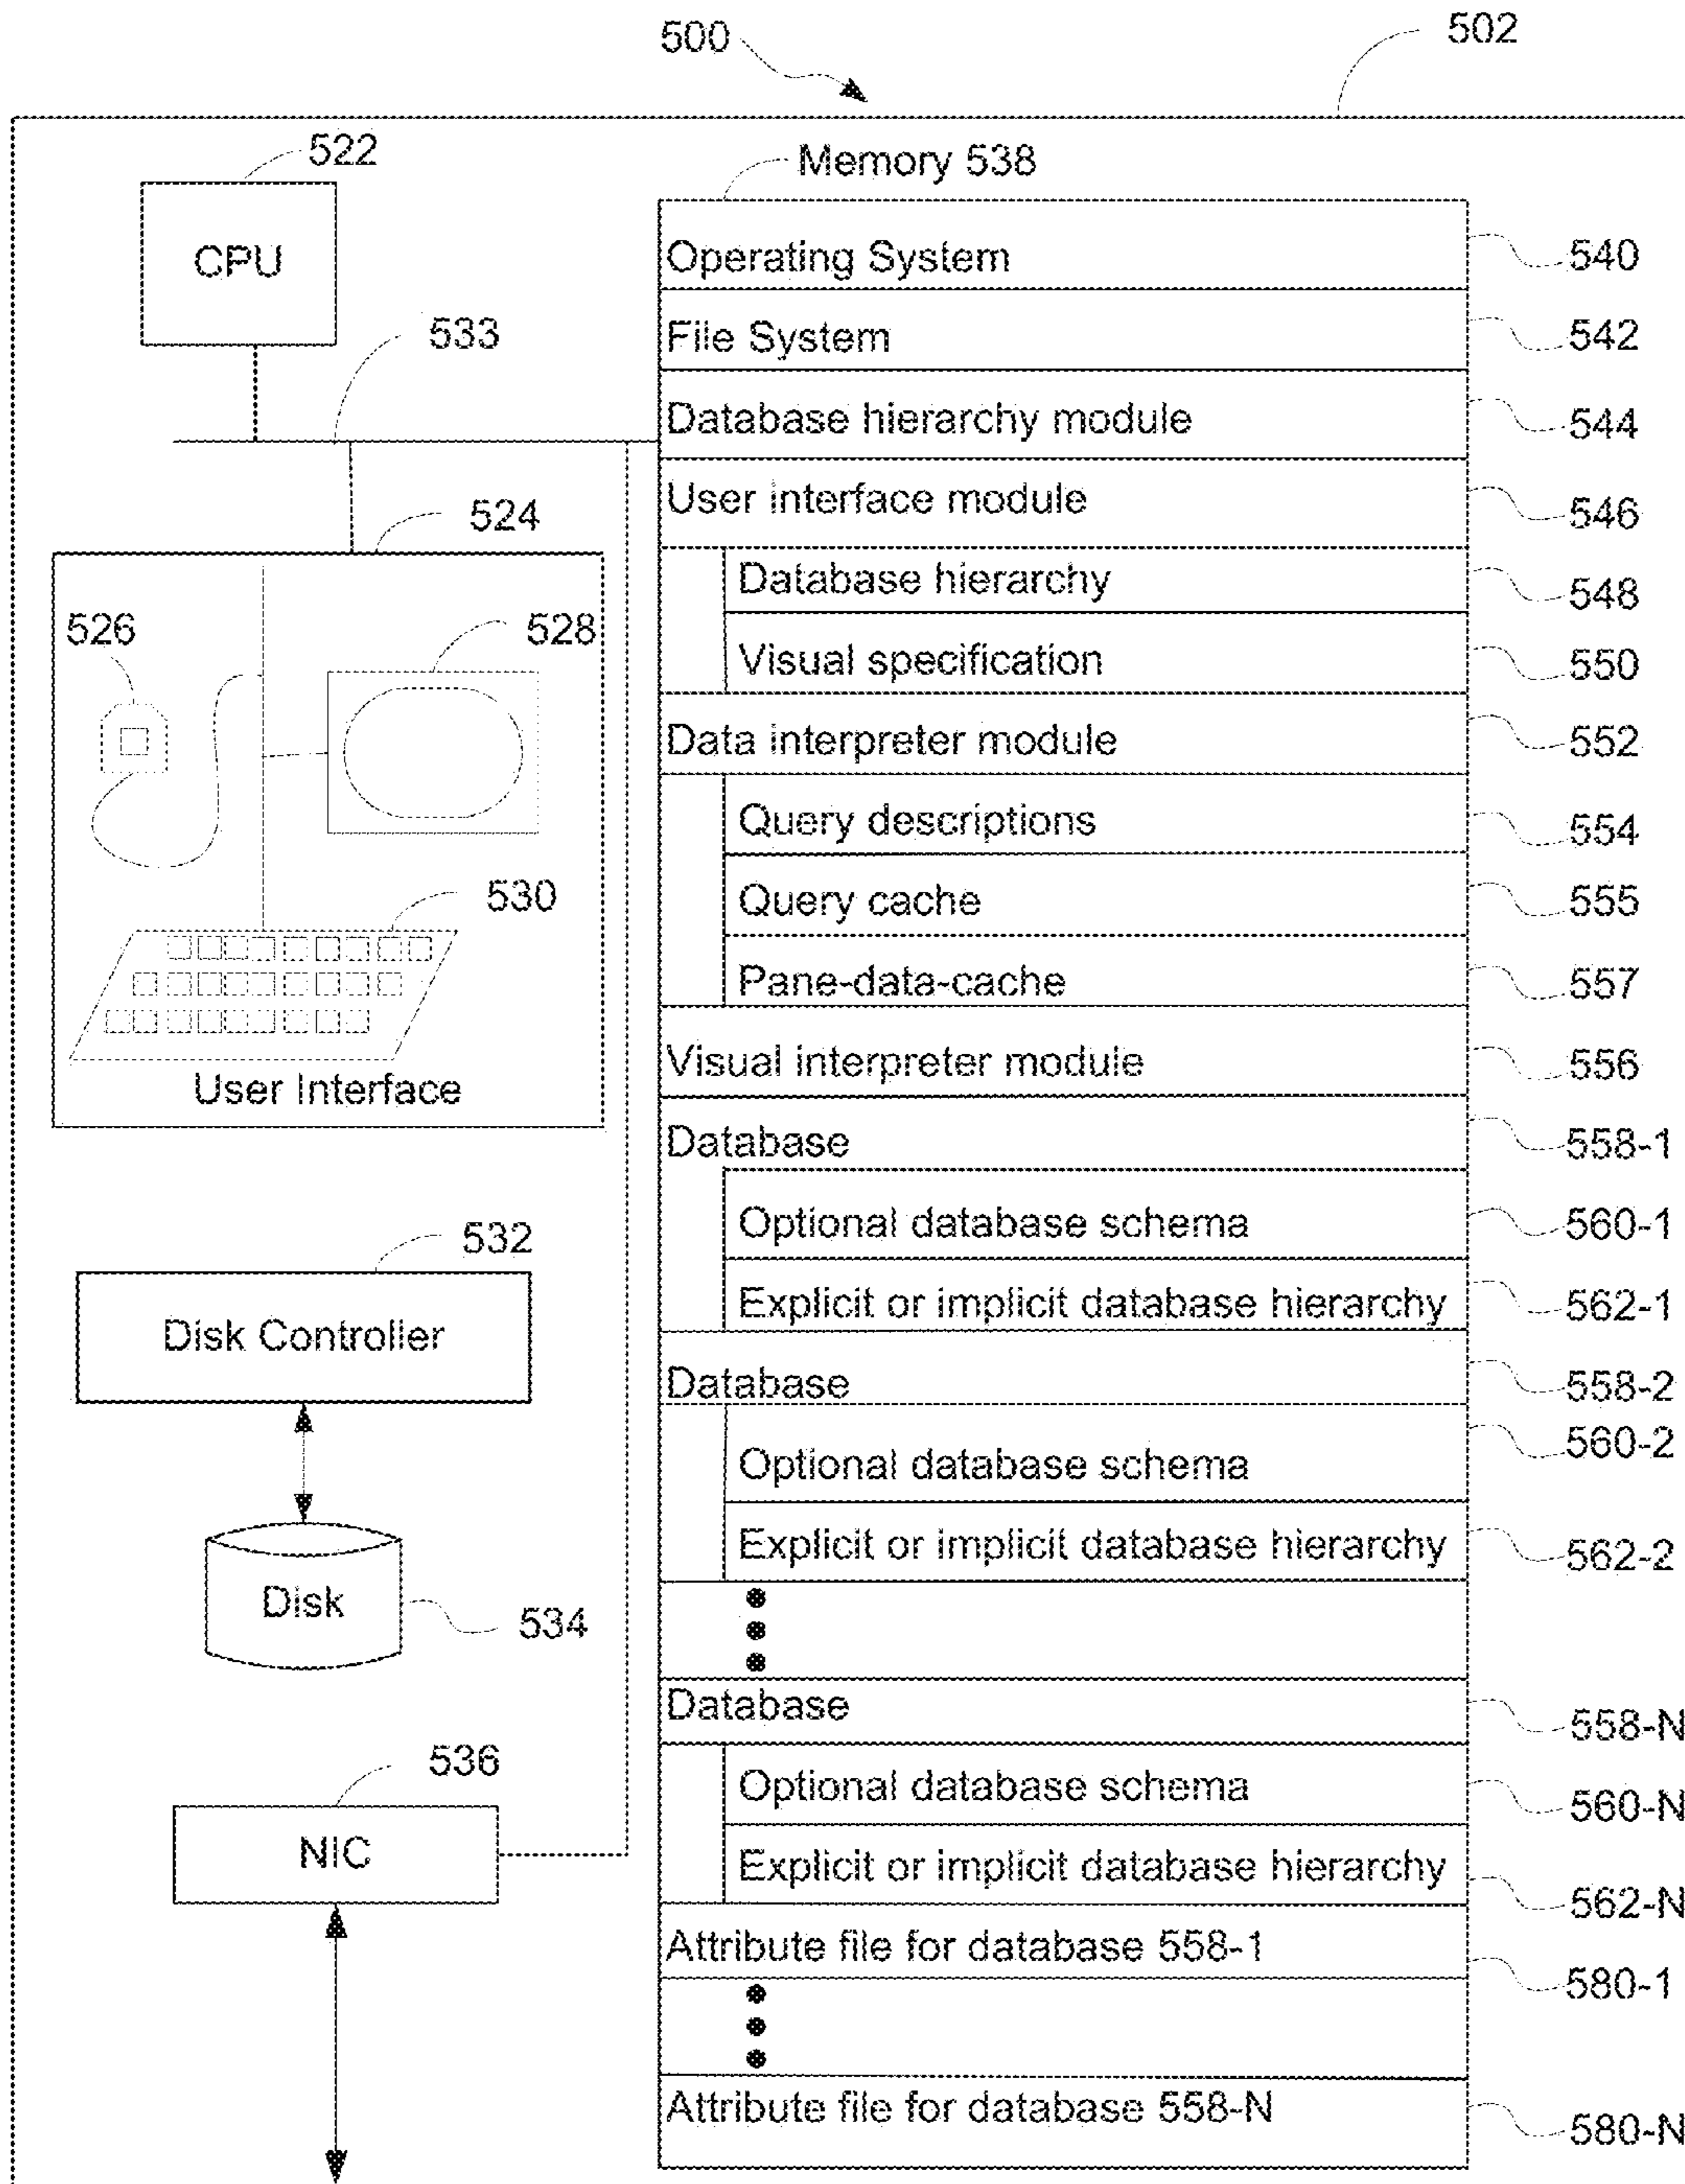 500
502
522
CPU
533
524
526
528
530
User Interface
532
Disk Controller
Disk
534
536
NIC
Memory 538
Operating System 540
File System 542
Database hierarchy module 544
User interface module 546
Database hierarchy 548
Visual specification 550
Data interpreter module 552
Query descriptions 554
Query cache 555
Pane-data-cache 557
Visual interpreter module 556
Database 558-1
Optional database schema 560-1
Explicit or implicit database hierarchy 562-1
Database 558-2
Optional database schema 560-2
Explicit or implicit database hierarchy 562-2
Database 558-N
Optional database schema 560-N
Explicit or implicit database hierarchy 562-N
Attribute file for database 558-1 580-1
Attribute file for database 558-N 580-N